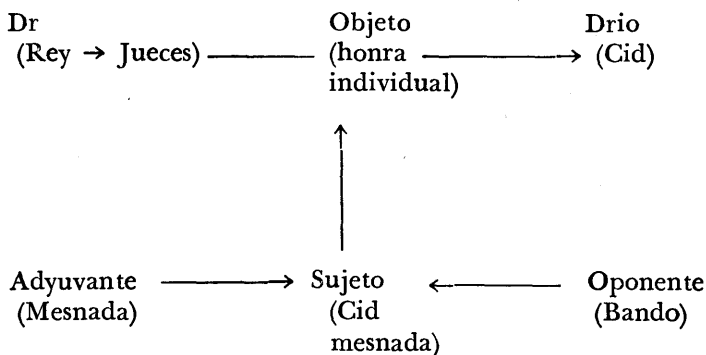 Dr Objeto Drio
(Rey → Jueces) (honra (Cid)
individual)
Adyuvante Sujeto Oponente
(Mesnada) (Cid (Bando)
mesnada)